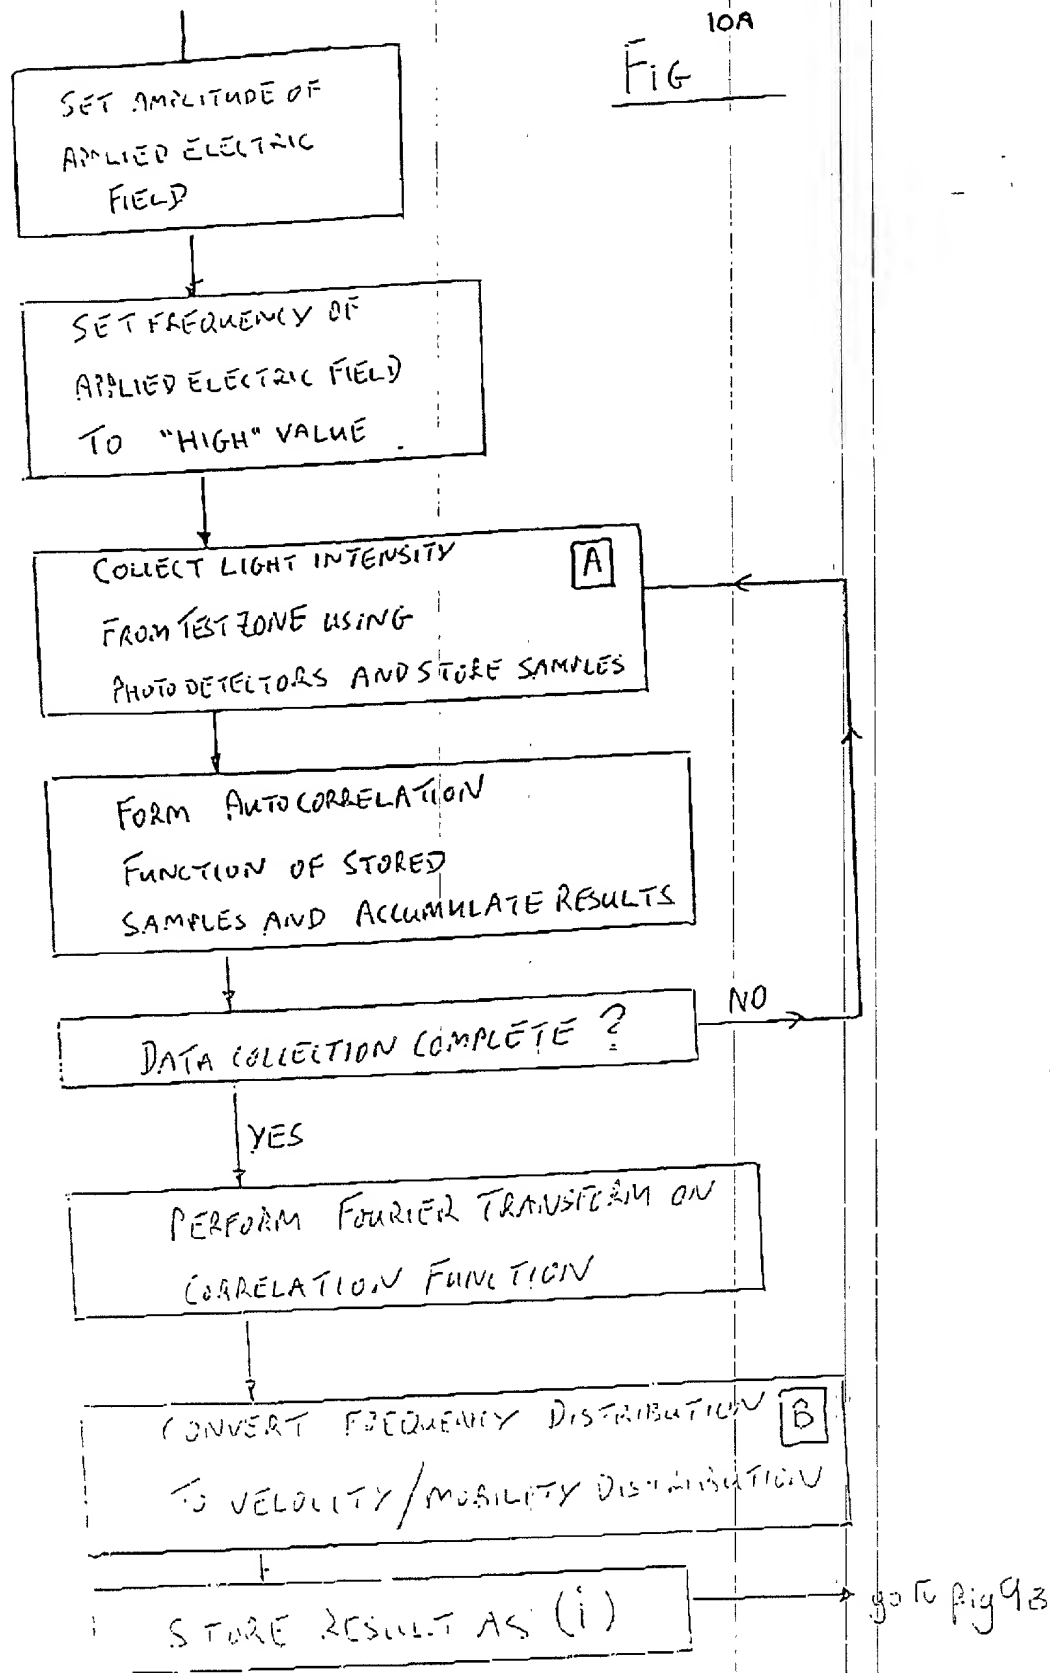 10A
FIG
SET AMPLITUDE OF
APPLIED ELECTRIC
FIELD
SET FREQUENCY OF
APPLIED ELECTRIC FIELD
TO "HIGH" VALUE.
COLLECT LIGHT INTENSITY
A
FROM TEST ZONE USING
PHOTODETECTORS AND STORE SAMPLES
FORM AUTOCORRELATION
FUNCTION OF STORED
SAMPLES AND ACCUMULATE RESULTS
NO
DATA COLLECTION COMPLETE ?
YES
PERFORM FOURIER TRANSFORM ON
CORRELATION FUNCTION
CONVERT FREQUENCY DISTRIBUTION
B
TO VELOCITY/MOBILITY DISTRIBUTION
STORE RESULT AS (i)
go to fig 9B